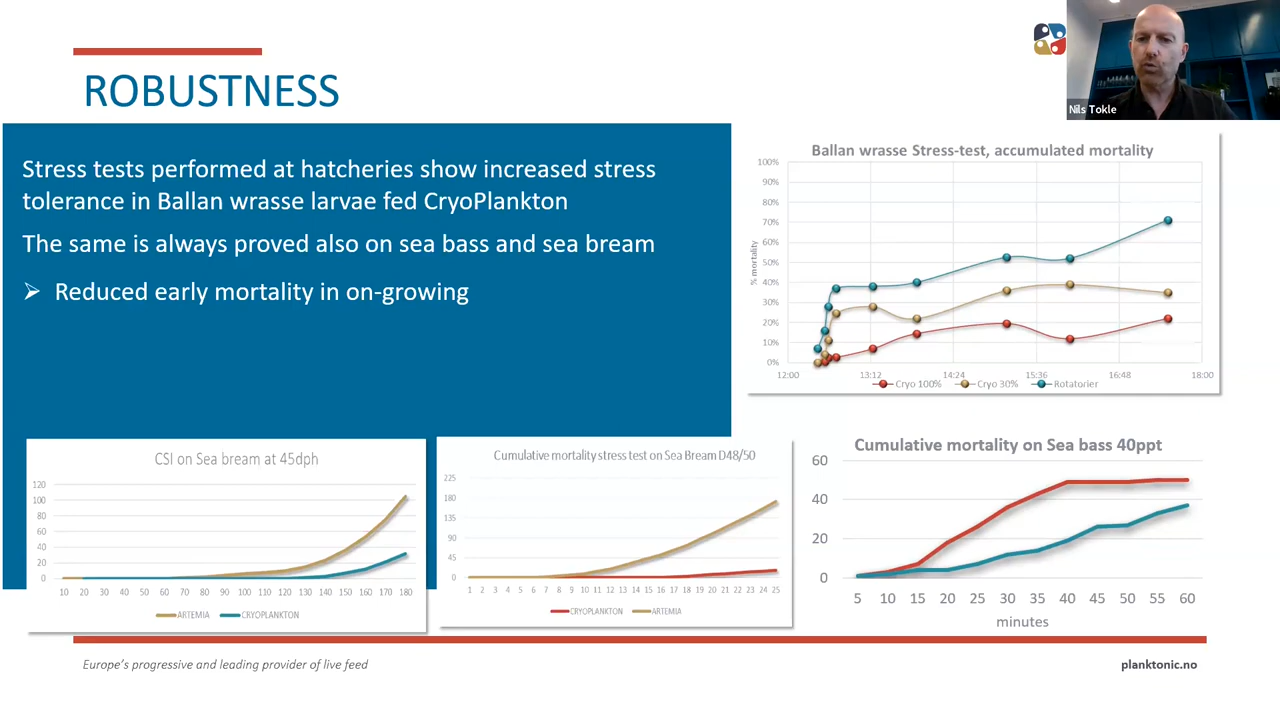 Nils Tokle
ROBUSTNESS
Stress tests performed at hatcheries show increased stress
tolerance in Ballan wrasse larvae fed CryoPlankton
The same is always proved also on sea bass and sea bream
Reduced early mortality in on-growing
Ballan wrasse Stress-test, accumulated mortality
% mortality
100%
90%
80%
70%
60%
50%
40%
30%
20%
10%
0%
12:00 13:12 14:24 15:36 16:48 18:00
Cryo 100% Cryo 30% Rotatorier
CSI on Sea bream at 45dph
120
100
80
60
40
20
0
10 20 30 40 50 60 70 80 90 100 110 120 130 140 150 160 170 180
ARTEMIA CRYOPLANKTON
Cumulative mortality stress test on Sea Bream D48/50
225
180
135
90
45
0
1 2 3 4 5 6 7 8 9 10 11 12 13 14 15 16 17 18 19 20 21 22 23 24 25
CRYOPLANKTON ARTEMIA
Cumulative mortality on Sea bass 40ppt
60
40
20
0
5 10 15 20 25 30 35 40 45 50 55 60
minutes
Europe's progressive and leading provider of live feed
planktonic.no